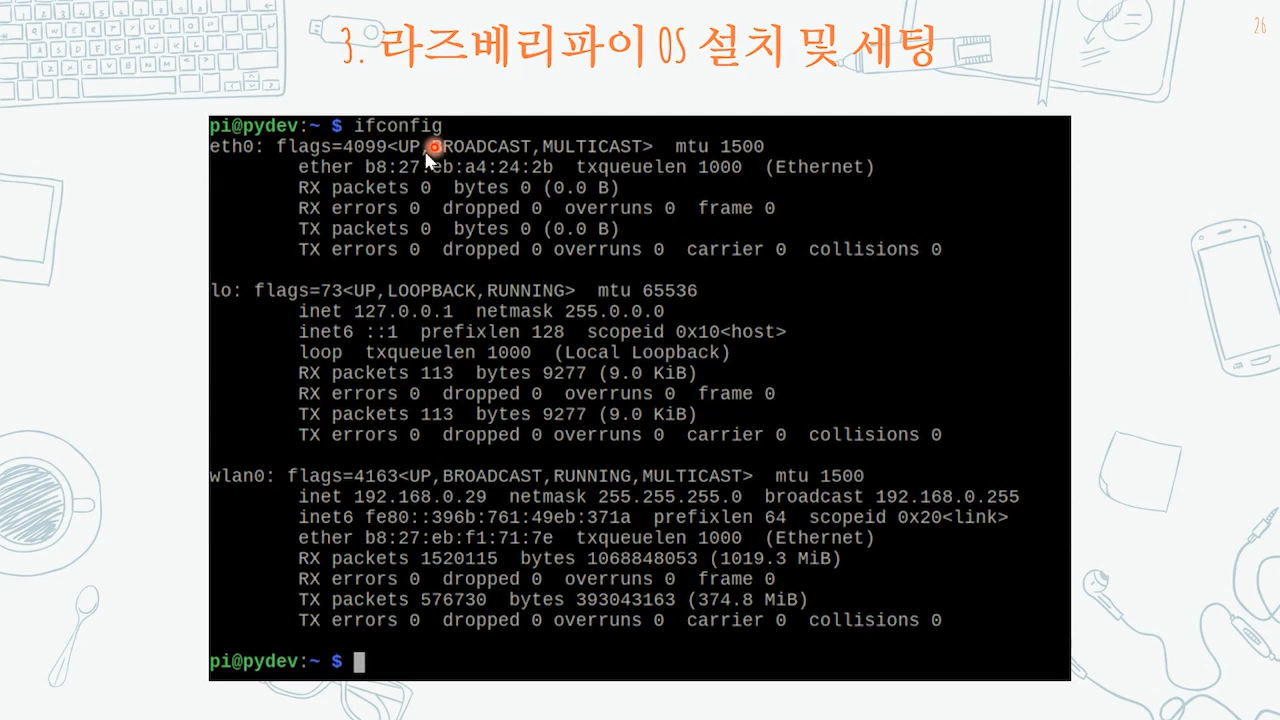 3. 라즈베리파이 OS 설치 및 세팅
26
pi@pydev:~ $ ifconfig
eth0: flags=4099<UP,BROADCAST,MULTICAST>  mtu 1500
        ether b8:27:eb:a4:24:2b  txqueuelen 1000  (Ethernet)
        RX packets 0  bytes 0 (0.0 B)
        RX errors 0  dropped 0  overruns 0  frame 0
        TX packets 0  bytes 0 (0.0 B)
        TX errors 0  dropped 0 overruns 0  carrier 0  collisions 0
lo: flags=73<UP,LOOPBACK,RUNNING>  mtu 65536
        inet 127.0.0.1  netmask 255.0.0.0
        inet6 ::1  prefixlen 128  scopeid 0x10<host>
        loop  txqueuelen 1000  (Local Loopback)
        RX packets 113  bytes 9277 (9.0 KiB)
        RX errors 0  dropped 0  overruns 0  frame 0
        TX packets 113  bytes 9277 (9.0 KiB)
        TX errors 0  dropped 0 overruns 0  carrier 0  collisions 0
wlan0: flags=4163<UP,BROADCAST,RUNNING,MULTICAST>  mtu 1500
        inet 192.168.0.29  netmask 255.255.255.0  broadcast 192.168.0.255
        inet6 fe80::396b:761:49eb:371a  prefixlen 64  scopeid 0x20<link>
        ether b8:27:eb:f1:71:7e  txqueuelen 1000  (Ethernet)
        RX packets 1520115  bytes 1068848053 (1019.3 MiB)
        RX errors 0  dropped 0  overruns 0  frame 0
        TX packets 576730  bytes 393043163 (374.8 MiB)
        TX errors 0  dropped 0 overruns 0  carrier 0  collisions 0
pi@pydev:~ $